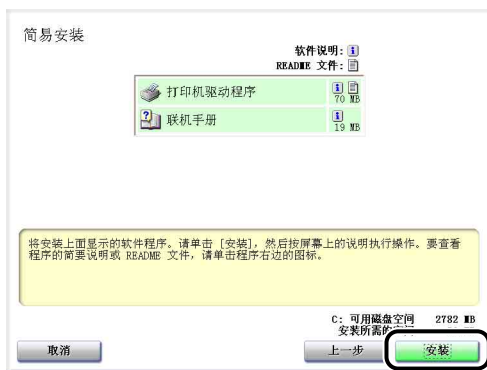 简易安装
软件说明:
README 文件:
打印机驱动程序
70 MB
联机手册
19 MB
将安装上面显示的软件程序。请单击 [安装]，然后按屏幕上的说明执行操作。要查看
程序的简要说明或 README 文件，请单击程序右边的图标。
C: 可用磁盘空间 2782 MB
安装所需的
取消
上一步
安装